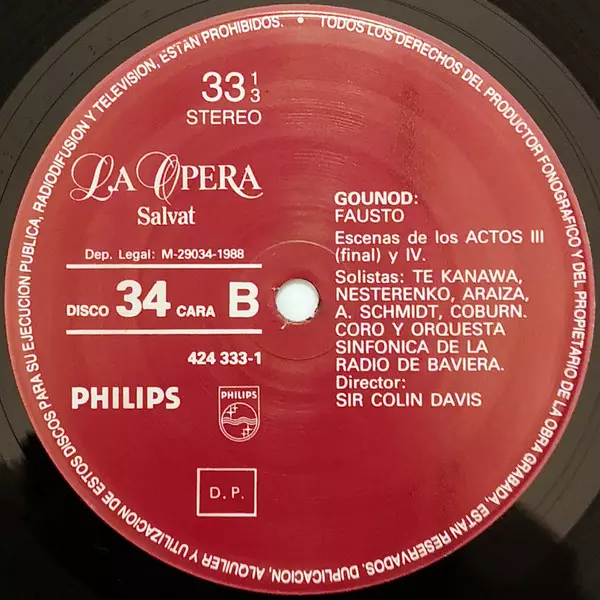 TODOS LOS DERECHOS DEL PRODUCTOR FONOGRAFICO Y DEL PROPIETARIO DE LA OBRA GRABADA, ESTAN RESERVADOS. DUPLICACION, ALQUILER Y UTILIZACION DE ESTOS DISCOS PARA SU EJECUCION PUBLICA, RADIODIFUSION Y TELEVISION, ESTAN PROHIBIDOS. •
33 1/3
STEREO
LA OPERA
Salvat
Dep. Legal: M-29034-1988
DISCO 34 CARA B
424 333-1
PHILIPS
PHILIPS
D. P.
GOUNOD:
FAUSTO
Escenas de los ACTOS III
(final) y IV.
Solistas: TE KANAWA,
NESTERENKO, ARAIZA,
A. SCHMIDT, COBURN.
CORO Y ORQUESTA
SINFONICA DE LA
RADIO DE BAVIERA.
Director:
SIR COLIN DAVIS